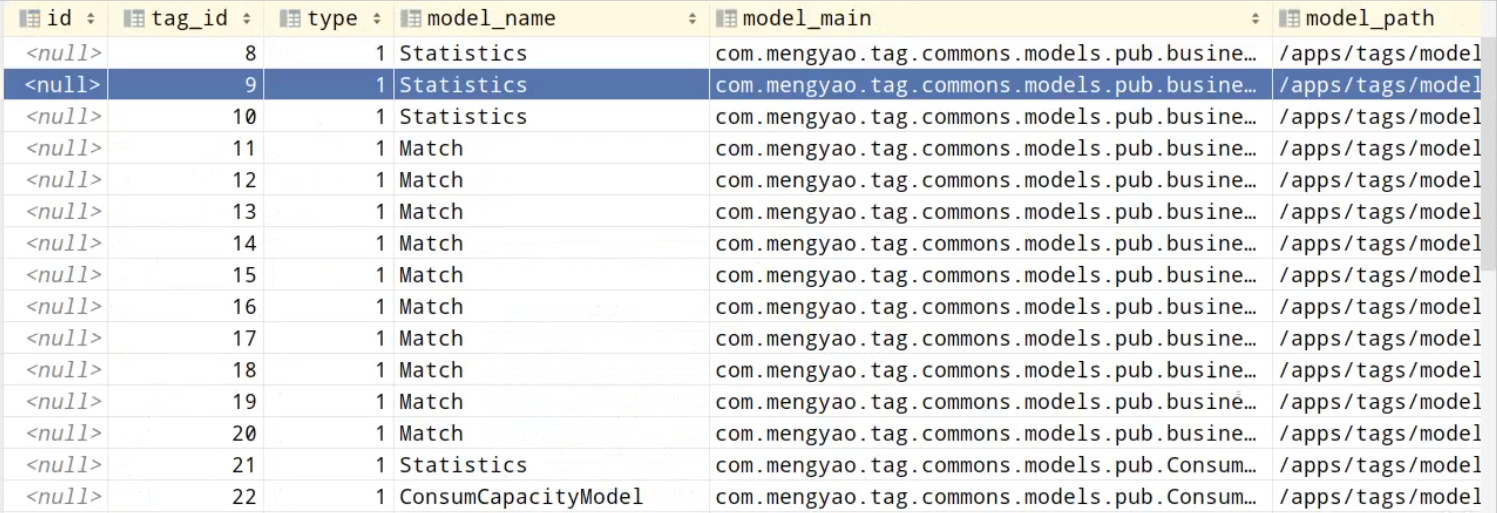 id tag_id type model_name model_main model_path
<null> 8 1 Statistics com.mengyao.tag.commons.models.pub.busine… /apps/tags/model
<null> 9 1 Statistics com.mengyao.tag.commons.models.pub.busine… /apps/tags/model
<null> 10 1 Statistics com.mengyao.tag.commons.models.pub.busine… /apps/tags/model
<null> 11 1 Match com.mengyao.tag.commons.models.pub.busine… /apps/tags/model
<null> 12 1 Match com.mengyao.tag.commons.models.pub.busine… /apps/tags/model
<null> 13 1 Match com.mengyao.tag.commons.models.pub.busine… /apps/tags/model
<null> 14 1 Match com.mengyao.tag.commons.models.pub.busine… /apps/tags/model
<null> 15 1 Match com.mengyao.tag.commons.models.pub.busine… /apps/tags/model
<null> 16 1 Match com.mengyao.tag.commons.models.pub.busine… /apps/tags/model
<null> 17 1 Match com.mengyao.tag.commons.models.pub.busine… /apps/tags/model
<null> 18 1 Match com.mengyao.tag.commons.models.pub.busine… /apps/tags/model
<null> 19 1 Match com.mengyao.tag.commons.models.pub.busine… /apps/tags/model
<null> 20 1 Match com.mengyao.tag.commons.models.pub.busine… /apps/tags/model
<null> 21 1 Statistics com.mengyao.tag.commons.models.pub.Consum… /apps/tags/model
<null> 22 1 ConsumCapacityModel com.mengyao.tag.commons.models.pub.Consum… /apps/tags/model